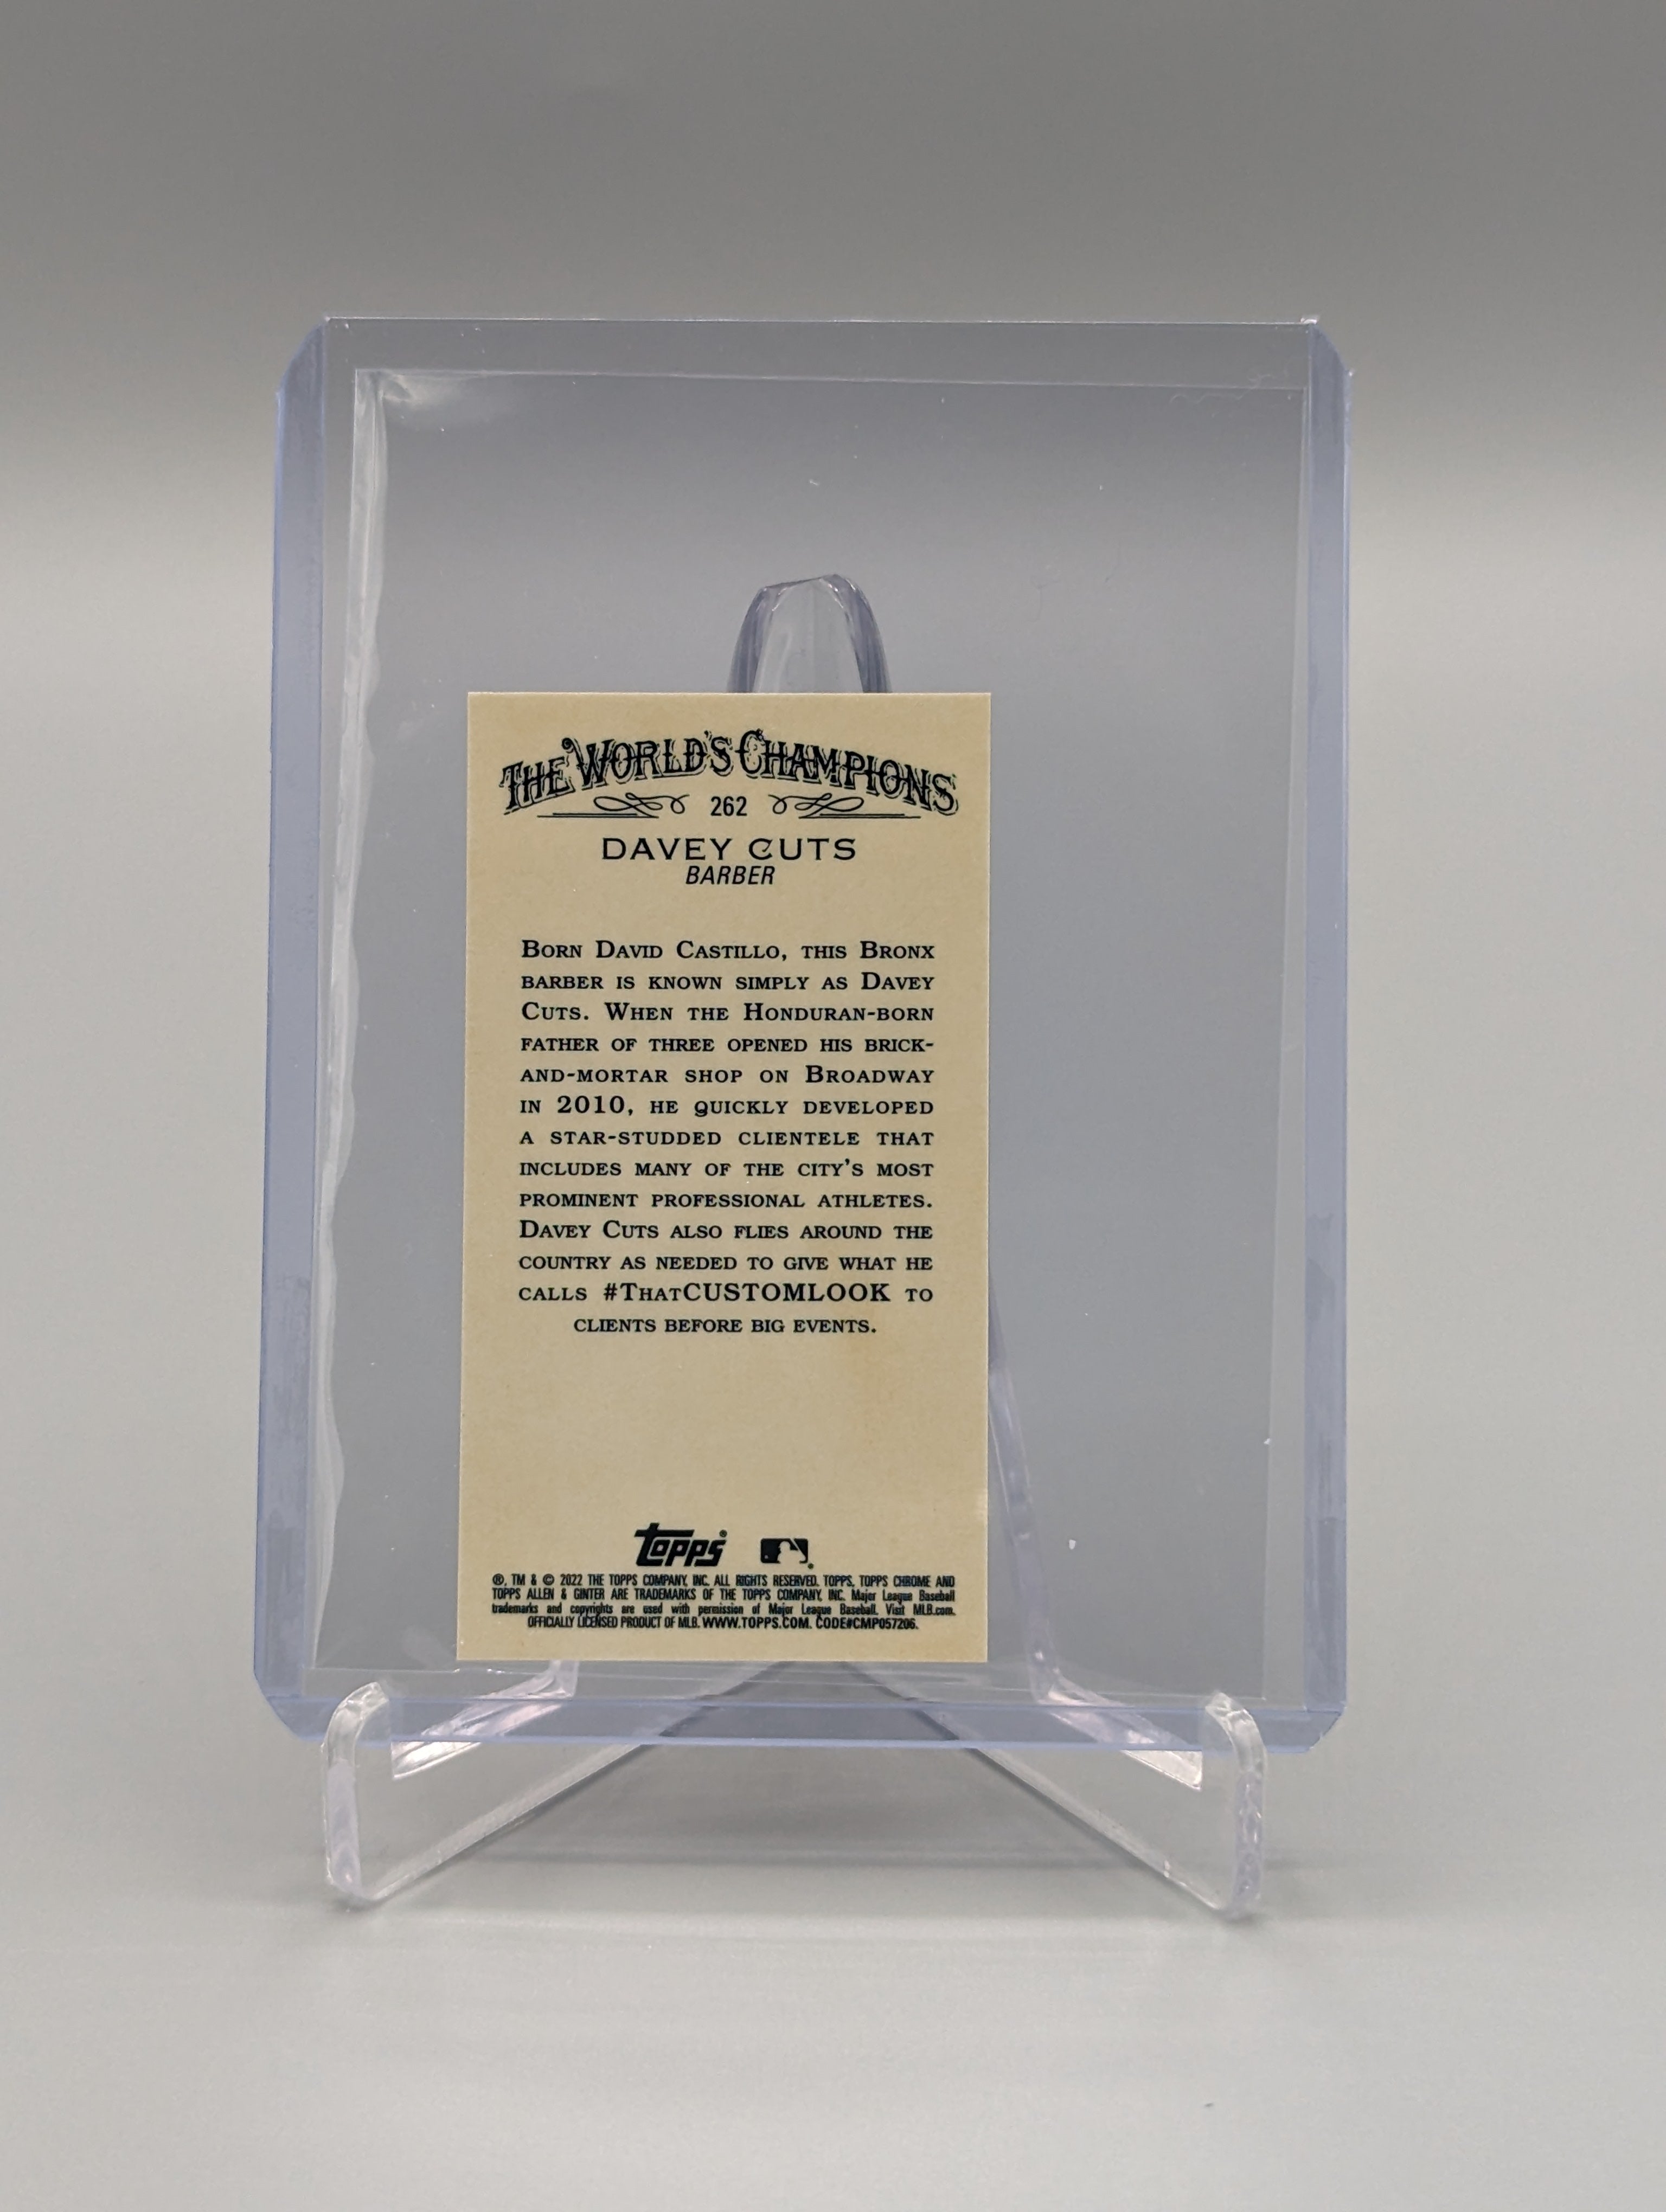 THE WORLD'S CHAMPIONS
262
DAVEY CUTS
BARBER
BORN DAVID CASTILLO, THIS BRONX
BARBER IS KNOWN SIMPLY AS DAVEY
CUTS. WHEN THE HONDURAN-BORN
FATHER OF THREE OPENED HIS BRICK-
AND-MORTAR SHOP ON BROADWAY
IN 2010, HE QUICKLY DEVELOPED
A STAR-STUDDED CLIENTELE THAT
INCLUDES MANY OF THE CITY'S MOST
PROMINENT PROFESSIONAL ATHLETES.
DAVEY CUTS ALSO FLIES AROUND THE
COUNTRY AS NEEDED TO GIVE WHAT HE
CALLS #THATCUSTOMLOOK TO
CLIENTS BEFORE BIG EVENTS.
Topps®
®, TM & © 2022 THE TOPPS COMPANY, INC. ALL RIGHTS RESERVED. TOPPS, TOPPS CHROME AND
TOPPS ALLEN & GINTER ARE TRADEMARKS OF THE TOPPS COMPANY, INC. Major League Baseball
trademarks and copyrights are used with permission of Major League Baseball. Visit MLB.com.
OFFICIALLY LICENSED PRODUCT OF MLB. WWW.TOPPS.COM. CODE#CMP057206.